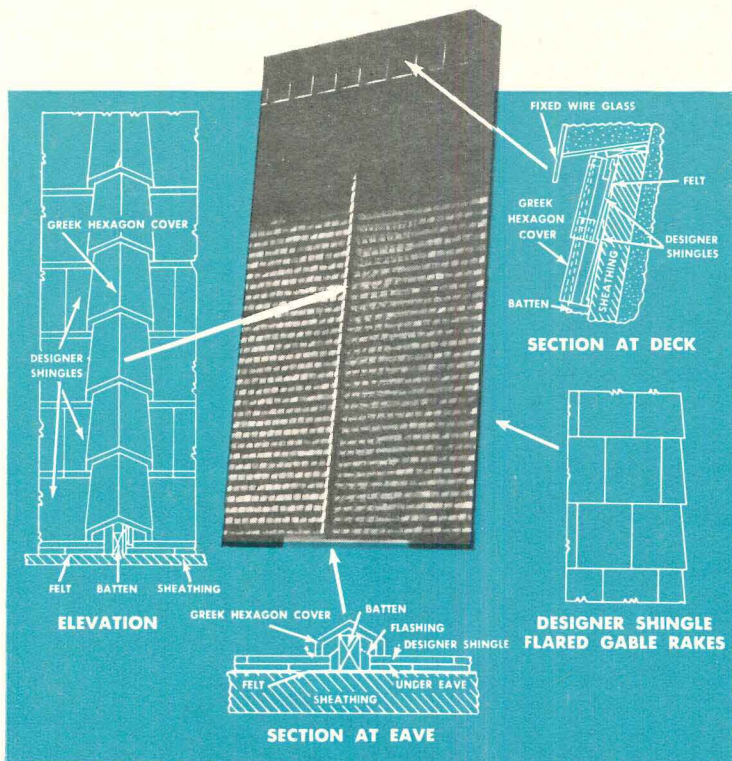 GREEK HEXAGON COVER
DESIGNER
SHINGLES
FELT
BATTEN
SHEATHING
ELEVATION
FIXED WIRE GLASS
GREEK
HEXAGON
COVER
FELT
DESIGNER
SHINGLES
SHEATHING
BATTEN
SECTION AT DECK
DESIGNER SHINGLE
FLARED GABLE RAKES
BATTEN
GREEK HEXAGON COVER
FLASHING
DESIGNER SHINGLE
FELT
UNDER EAVE
SHEATHING
SECTION AT EAVE